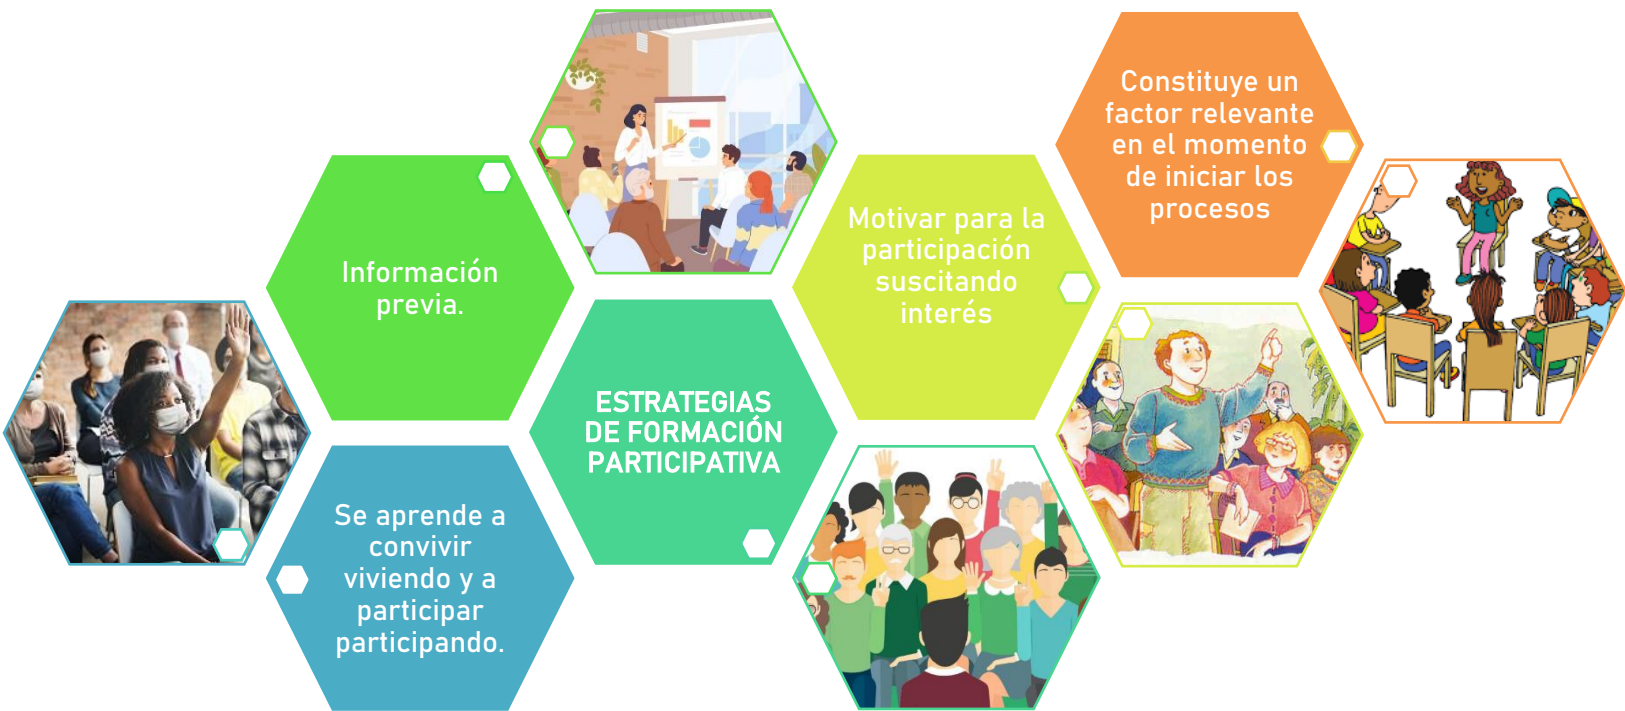 Información
previa.
Se aprende a
convivir
viviendo y a
participar
participando.
ESTRATEGIAS
DE FORMACIÓN
PARTICIPATIVA
Motivar para la
participación
suscitando
interés
Constituye un
factor relevante
en el momento
de iniciar los
procesos